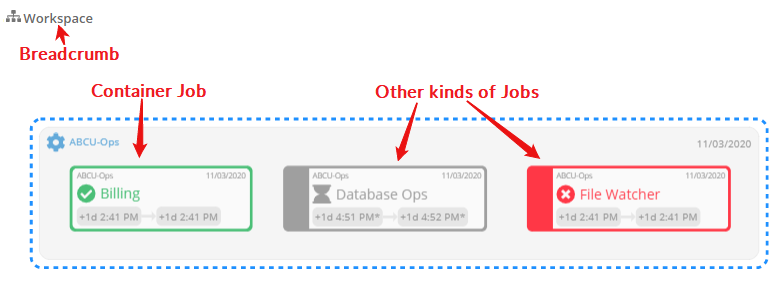 Workspace
Breadcrumb
Container Job
Other kinds of Jobs
ABCU-Ops
11/03/2020
ABCU-Ops 11/03/2020
Billing
+1d 2:41 PM +1d 2:41 PM
ABCU-Ops 11/03/2020
Database Ops
+1d 4:51 PM* +1d 4:52 PM*
ABCU-Ops 11/03/2020
File Watcher
+1d 2:41 PM +1d 2:41 PM